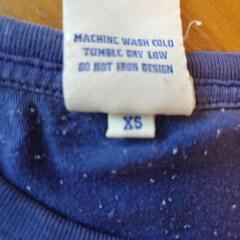 MACHINE WASH COLD
TUMBLE DRY LOW
DO NOT IRON DESIGN
XS